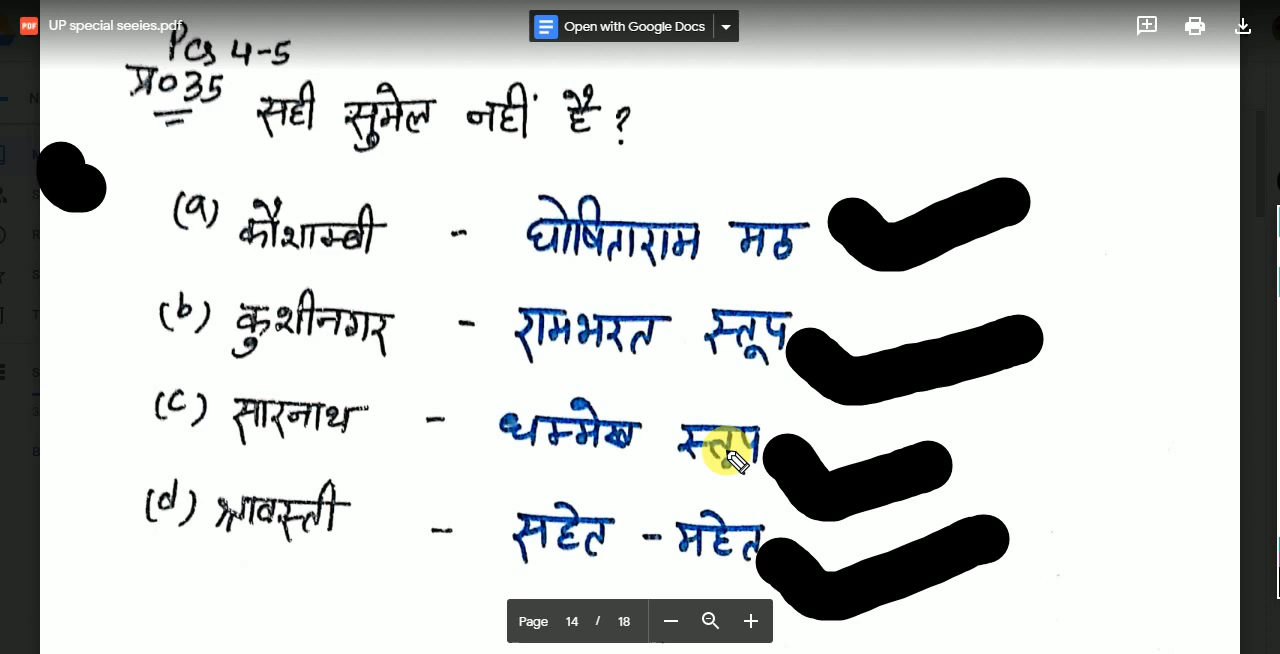 UP special seeies.pdf
Open with Google Docs
Pcs 4-5
प्र०35 सही सुमेल नहीं है ?
(a) कौशाम्बी - घोषिताराम मठ
(b) कुशीनगर - रामभरत स्तूप
(c) सारनाथ - धम्मेख स्तूप
(d) श्रावस्ती - सहेत - महेत
Page 14 / 18